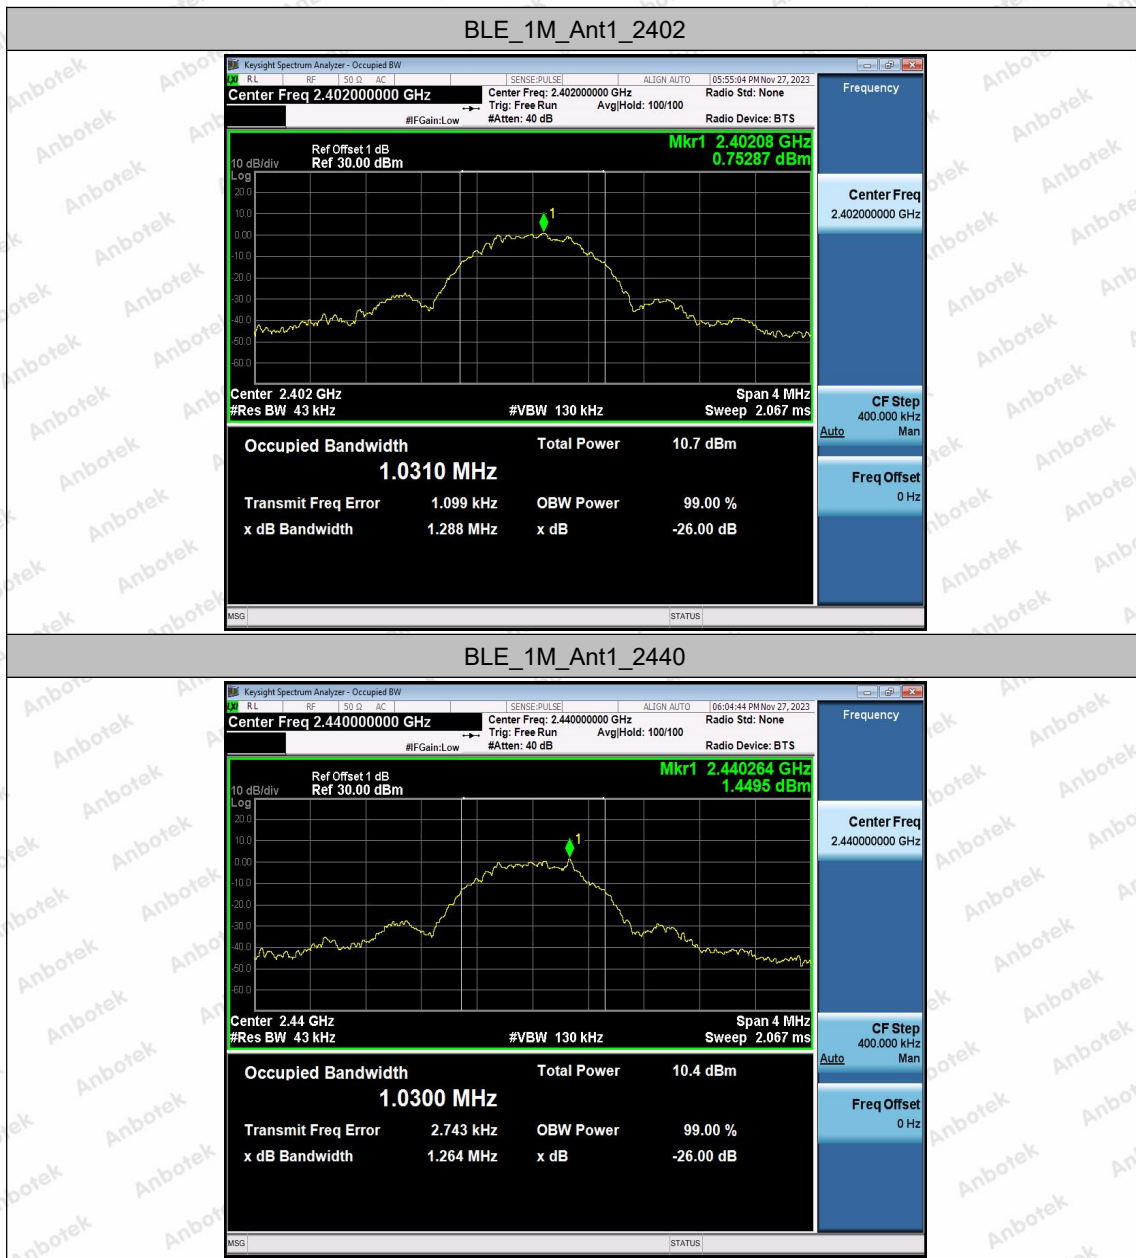 BLE_1M_Ant1_2402
Keysight Spectrum Analyzer - Occupied BW
LXI RL RF 50 Ω AC SENSE:PULSE ALIGN AUTO 05:55:04 PM Nov 27, 2023
Center Freq 2.402000000 GHz
Center Freq: 2.402000000 GHz
Radio Std: None
Trig: Free Run Avg|Hold: 100/100
#IFGain:Low #Atten: 40 dB Radio Device: BTS
Frequency
Mkr1 2.40208 GHz
0.75287 dBm
Ref Offset 1 dB
10 dB/div Ref 30.00 dBm
Log
20.0
10.0
0.00
-10.0
-20.0
-30.0
-40.0
-50.0
-60.0
1
Center Freq
2.402000000 GHz
Center 2.402 GHz Span 4 MHz
#Res BW 43 kHz #VBW 130 kHz Sweep 2.067 ms
CF Step
400.000 kHz
Auto Man
Occupied Bandwidth Total Power 10.7 dBm
1.0310 MHz
Transmit Freq Error 1.099 kHz OBW Power 99.00 %
x dB Bandwidth 1.288 MHz x dB -26.00 dB
Freq Offset
0 Hz
MSG STATUS
BLE_1M_Ant1_2440
Keysight Spectrum Analyzer - Occupied BW
LXI RL RF 50 Ω AC SENSE:PULSE ALIGN AUTO 06:04:44 PM Nov 27, 2023
Center Freq 2.440000000 GHz
Center Freq: 2.440000000 GHz
Radio Std: None
Trig: Free Run Avg|Hold: 100/100
#IFGain:Low #Atten: 40 dB Radio Device: BTS
Frequency
Mkr1 2.440264 GHz
1.4495 dBm
Ref Offset 1 dB
10 dB/div Ref 30.00 dBm
Log
20.0
10.0
0.00
-10.0
-20.0
-30.0
-40.0
-50.0
-60.0
1
Center Freq
2.440000000 GHz
Center 2.44 GHz Span 4 MHz
#Res BW 43 kHz #VBW 130 kHz Sweep 2.067 ms
CF Step
400.000 kHz
Auto Man
Occupied Bandwidth Total Power 10.4 dBm
1.0300 MHz
Transmit Freq Error 2.743 kHz OBW Power 99.00 %
x dB Bandwidth 1.264 MHz x dB -26.00 dB
Freq Offset
0 Hz
MSG STATUS
Anbotek